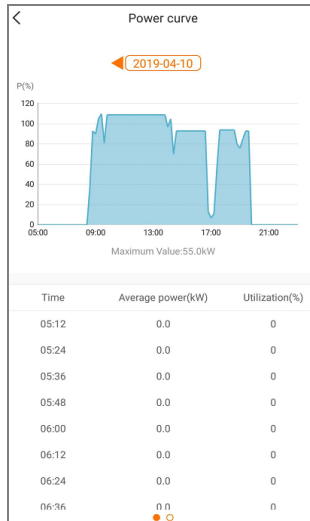 Power curve
2019-04-10
P(%)
120
100
80
60
40
20
0
05:00 09:00 13:00 17:00 21:00
Maximum Value:55.0kW
Time Average power(kW) Utilization(%)
05:12 0.0 0
05:24 0.0 0
05:36 0.0 0
05:48 0.0 0
06:00 0.0 0
06:12 0.0 0
06:24 0.0 0
06:36 0.0 0